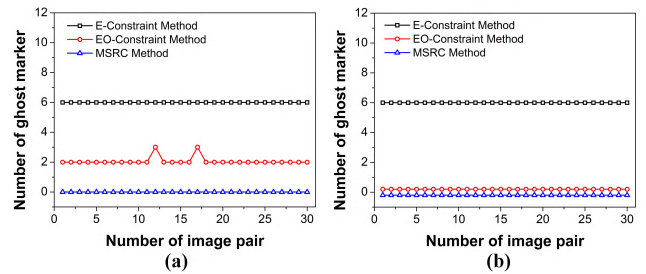 12
10
8
6
4
2
0
Number of ghost marker
E-Constraint Method
EO-Constraint Method
MSRC Method
0 5 10 15 20 25 30
Number of image pair
(a)
12
10
8
6
4
2
0
Number of ghost marker
E-Constraint Method
EO-Constraint Method
MSRC Method
0 5 10 15 20 25 30
Number of image pair
(b)